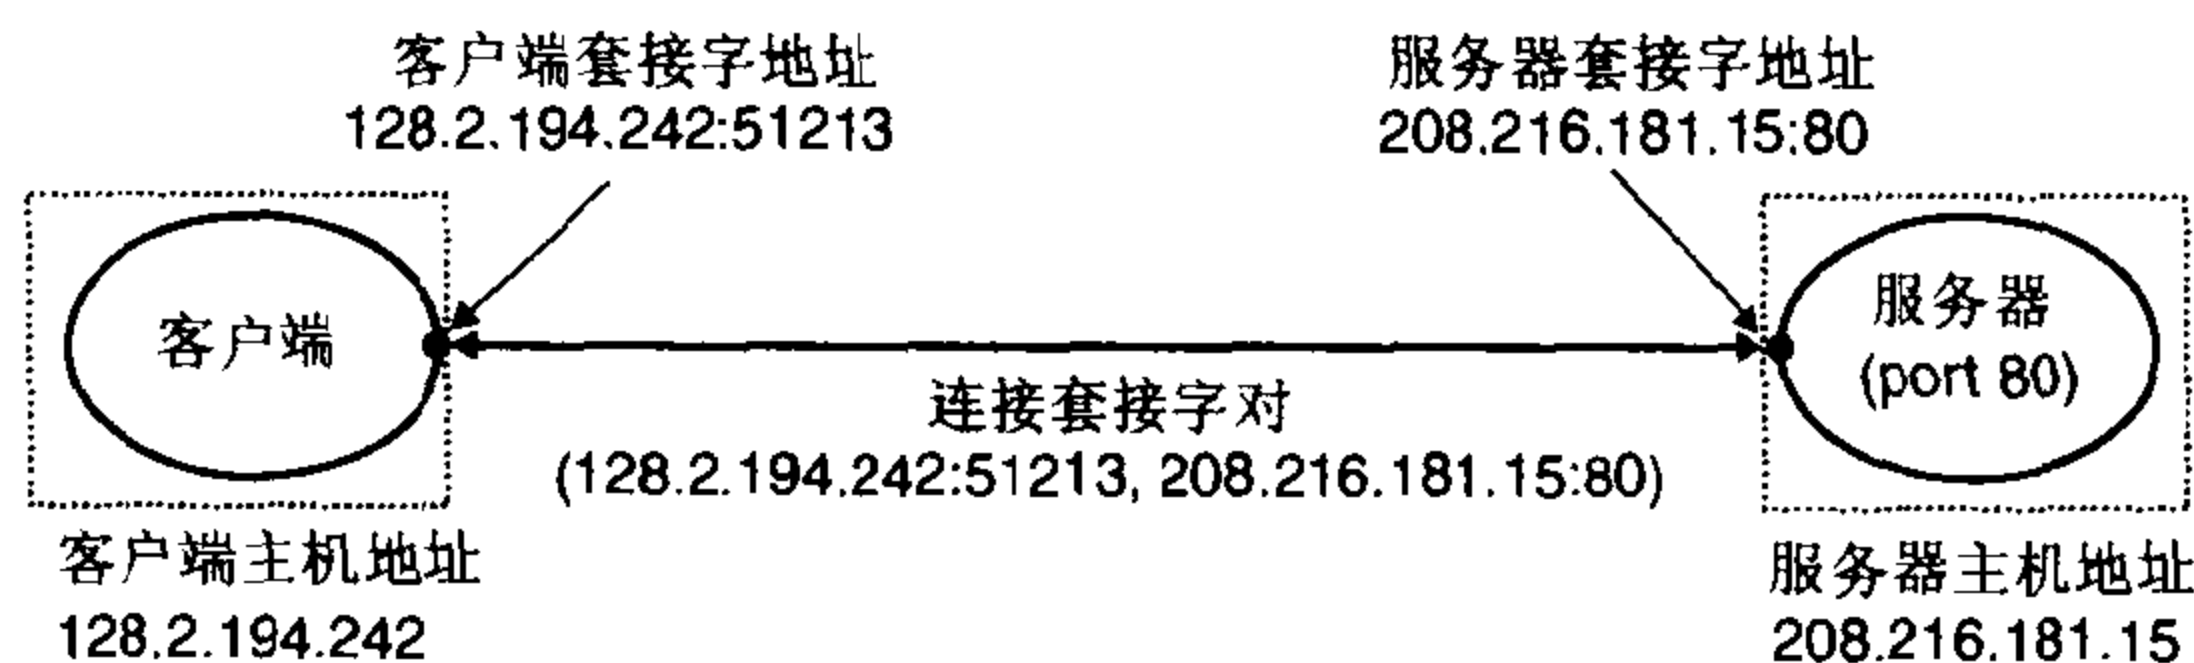 客户端套接字地址
128.2.194.242:51213
服务器套接字地址
208.216.181.15:80
客户端
服务器
(port 80)
连接套接字对
(128.2.194.242:51213, 208.216.181.15:80)
客户端主机地址
128.2.194.242
服务器主机地址
208.216.181.15